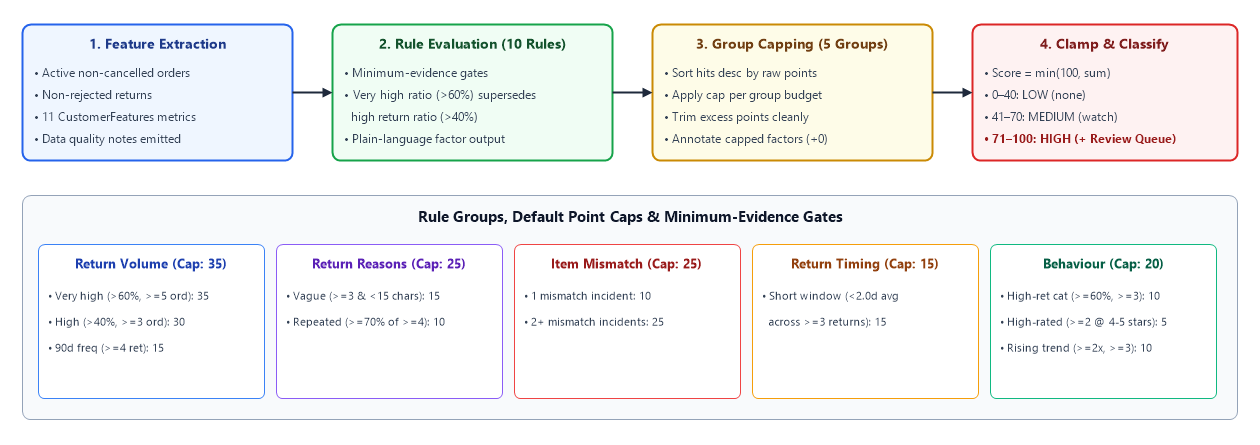 1. Feature Extraction
• Active non-cancelled orders
• Non-rejected returns
• 11 CustomerFeatures metrics
• Data quality notes emitted
2. Rule Evaluation (10 Rules)
• Minimum-evidence gates
• Very high ratio (>60%) supersedes
high return ratio (>40%)
• Plain-language factor output
3. Group Capping (5 Groups)
• Sort hits desc by raw points
• Apply cap per group budget
• Trim excess points cleanly
• Annotate capped factors (+0)
4. Clamp & Classify
• Score = min(100, sum)
• 0–40: LOW (none)
• 41–70: MEDIUM (watch)
• 71–100: HIGH (+ Review Queue)
Rule Groups, Default Point Caps & Minimum-Evidence Gates
Return Volume (Cap: 35)
• Very high (>60%, >=5 ord): 35
• High (>40%, >=3 ord): 30
• 90d freq (>=4 ret): 15
Return Reasons (Cap: 25)
• Vague (>=3 & <15 chars): 15
• Repeated (>=70% of >=4): 10
Item Mismatch (Cap: 25)
• 1 mismatch incident: 10
• 2+ mismatch incidents: 25
Return Timing (Cap: 15)
• Short window (<2.0d avg
across >=3 returns): 15
Behaviour (Cap: 20)
• High-ret cat (>=60%, >=3): 10
• High-rated (>=2 @ 4-5 stars): 5
• Rising trend (>=2x, >=3): 10